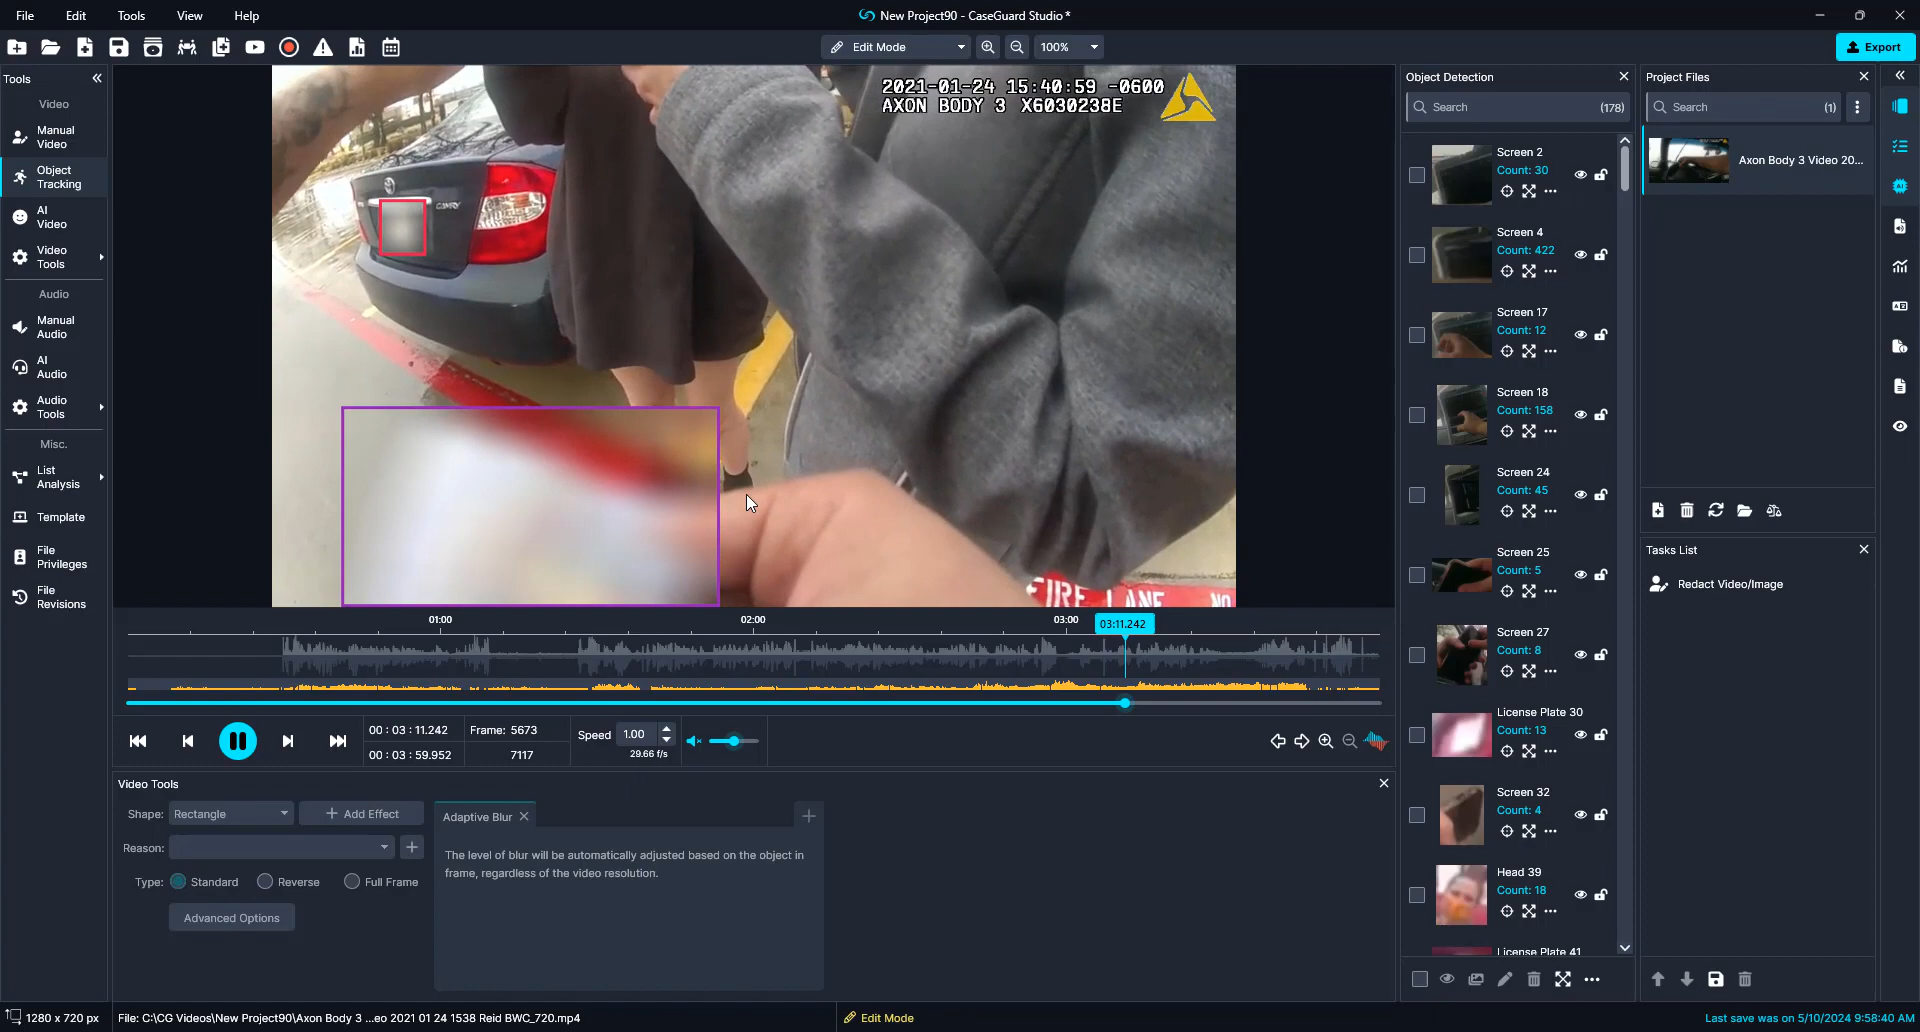 File Edit Tools View Help
New Project90 - CaseGuard Studio*
Edit Mode 100% Export
Tools
Video
Manual Video
Object Tracking
AI Video
Video Tools
Audio
Manual Audio
AI Audio
Audio Tools
Misc.
List Analysis
Template
File Privileges
File Revisions
2021-01-24 15:40:59 -0600
AXON BODY 3 X6030238E
CAMRY
FIRE LANE NO
01:00 02:00 03:00 03:11.242
00 : 03 : 11.242 Frame: 5673 Speed 1.00
00 : 03 : 59.952 7117 29.66 f/s
Video Tools
Shape: Rectangle + Add Effect
Reason:
Type: Standard Reverse Full Frame
Advanced Options
Adaptive Blur
The level of blur will be automatically adjusted based on the object in
frame, regardless of the video resolution.
Object Detection
Search (178)
Screen 2
Count: 30
Screen 4
Count: 422
Screen 17
Count: 12
Screen 18
Count: 158
Screen 24
Count: 45
Screen 25
Count: 5
Screen 27
Count: 8
License Plate 30
Count: 13
Screen 32
Count: 4
Head 39
Count: 18
License Plate 41
Project Files
Search (1)
Axon Body 3 Video 20...
Tasks List
Redact Video/Image
1280 x 720 px
File: C:\CG Videos\New Project90\Axon Body 3 ...eo 2021 01 24 1538 Reid BWC_720.mp4
Edit Mode
Last save was on 5/10/2024 9:58:40 AM